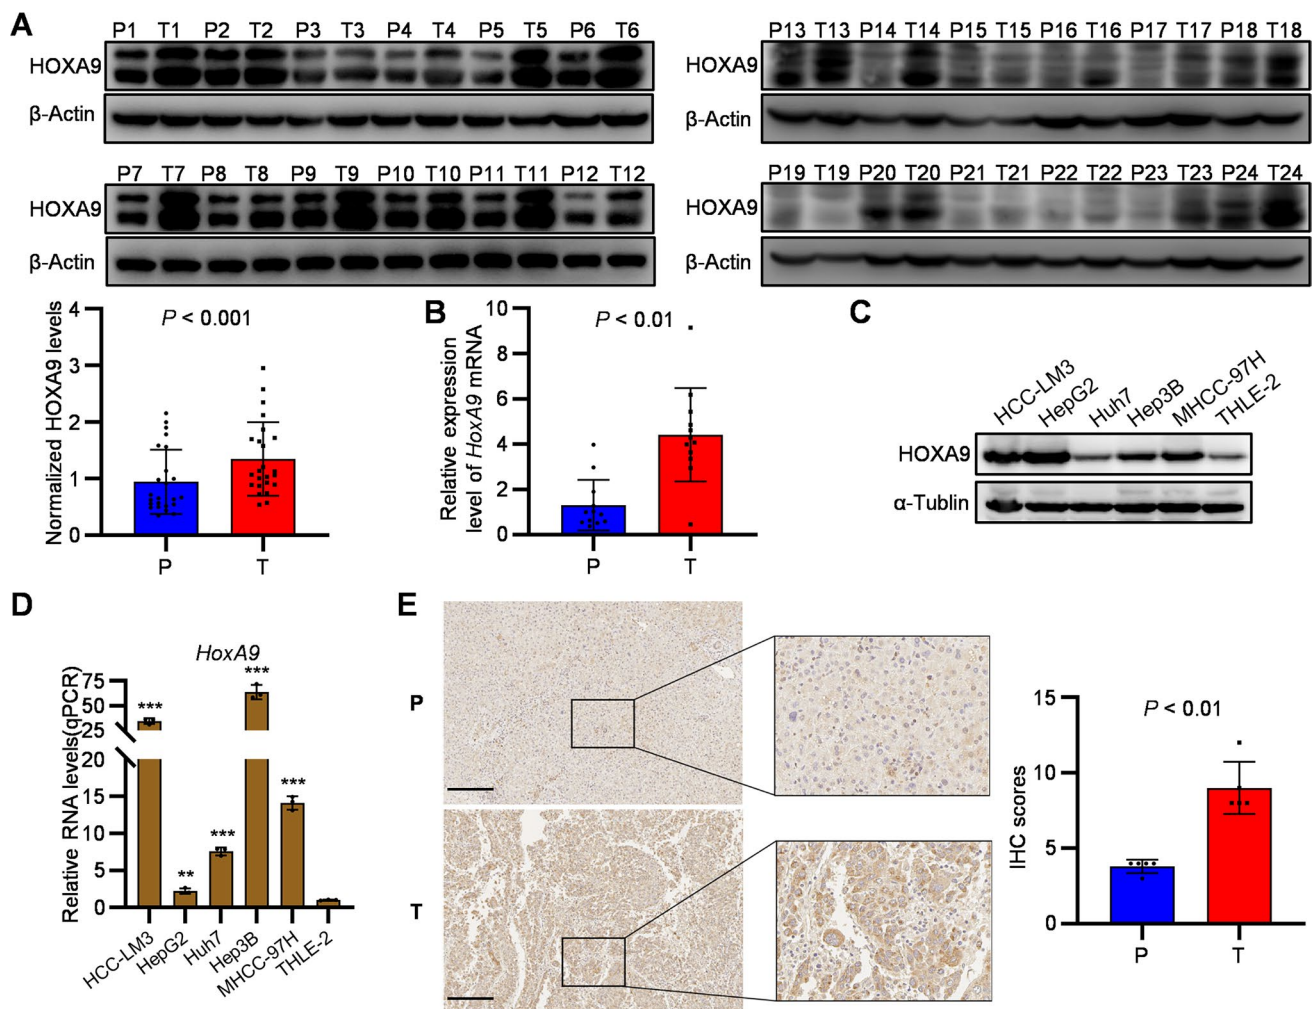 A
P1 T1 P2 T2 P3 T3 P4 T4 P5 T5 P6 T6
HOXA9
β-Actin
P7 T7 P8 T8 P9 T9 P10 T10 P11 T11 P12 T12
HOXA9
β-Actin
P13 T13 P14 T14 P15 T15 P16 T16 P17 T17 P18 T18
HOXA9
β-Actin
P19 T19 P20 T20 P21 T21 P22 T22 P23 T23 P24 T24
HOXA9
β-Actin
Normalized HOXA9 levels
4
3
2
1
0
P < 0.001
P T
B
Relative expression
level of HoxA9 mRNA
10
8
6
4
2
0
P < 0.01
P T
C
HCC-LM3 HepG2 Huh7 Hep3B MHCC-97H THLE-2
HOXA9
α-Tublin
D
HoxA9
Relative RNA levels(qPCR)
75
50
25
20
15
10
5
0
*** ** *** *** ***
HCC-LM3 HepG2 Huh7 Hep3B MHCC-97H THLE-2
E
P
T
IHC scores
15
10
5
0
P < 0.01
P T